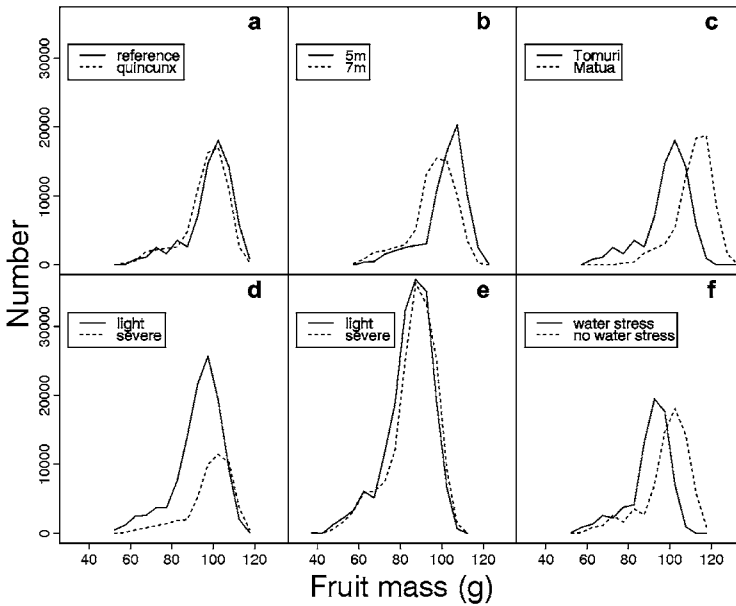 a
reference
quincunx
b
5m
7m
c
Tomuri
Matua
30000
20000
10000
0
Number
d
light
severe
e
light
severe
f
water stress
no water stress
30000
20000
10000
0
40 60 80 100 120
40 60 80 100 120
40 60 80 100 120
Fruit mass (g)